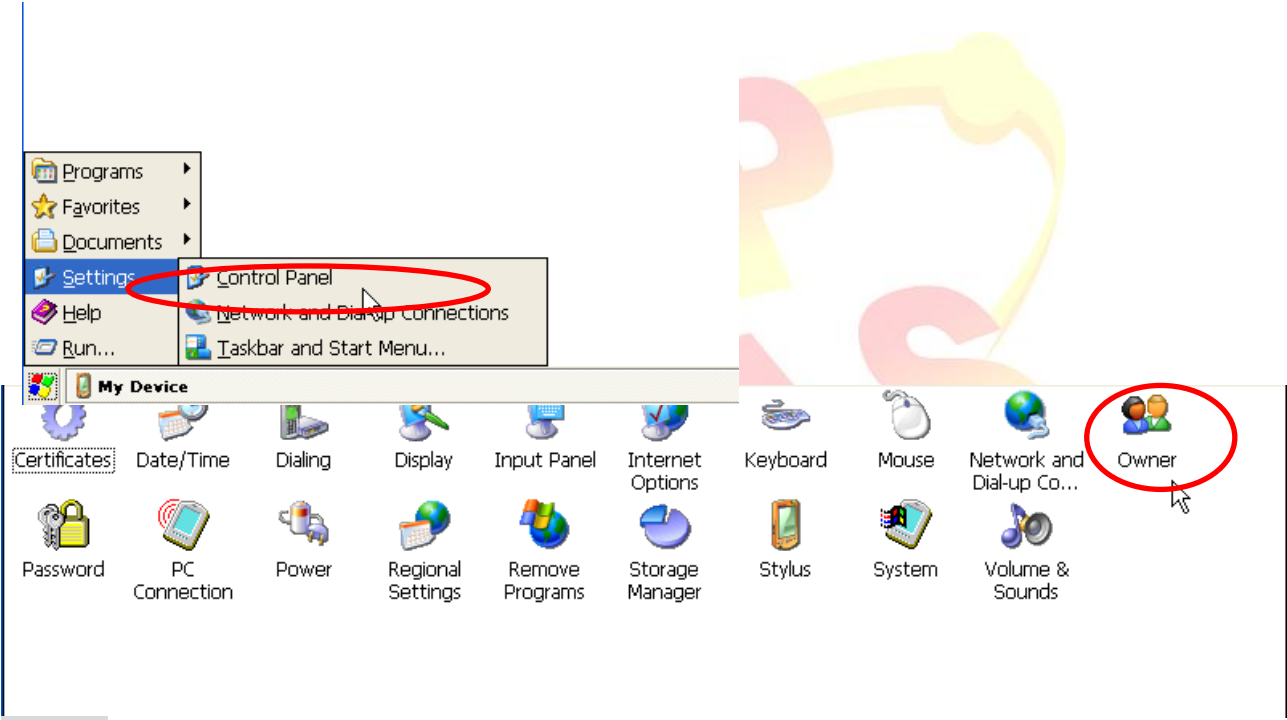 Programs
Favorites
Documents
Settings
Control Panel
Help
Network and Dial-up Connections
Run...
Taskbar and Start Menu...
My Device
Certificates
Date/Time
Dialing
Display
Input Panel
Internet
Options
Keyboard
Mouse
Network and
Dial-up Co...
Owner
Password
PC
Connection
Power
Regional
Settings
Remove
Programs
Storage
Manager
Stylus
System
Volume &
Sounds